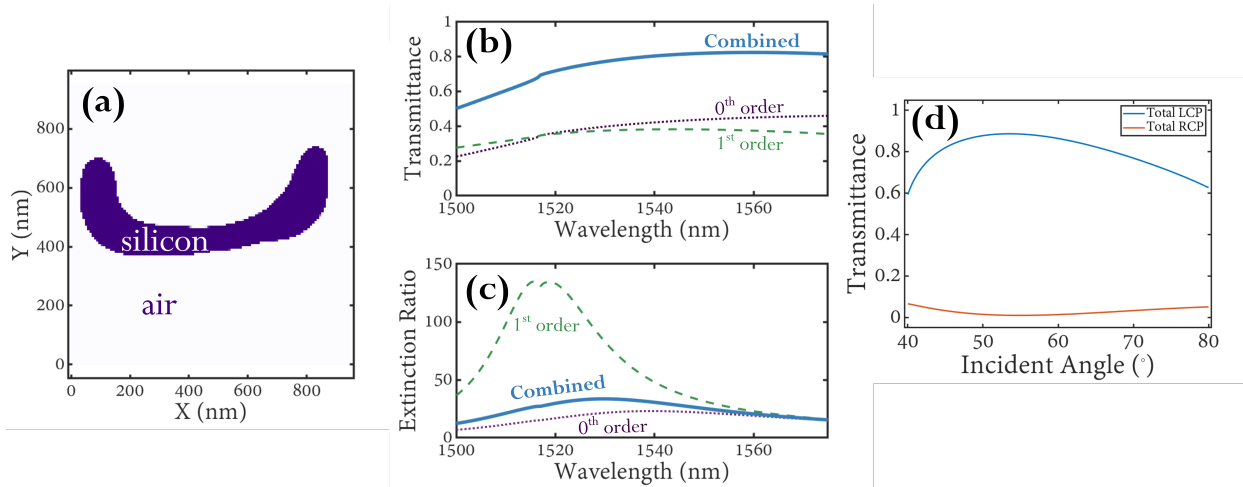 (a)
Y (nm)
800
600
400
200
0
silicon
air
0 200 400 600 800
X (nm)
(b)
Transmittance
1
0.8
0.6
0.4
0.2
0
Combined
0th order
1st order
1500 1520 1540 1560
Wavelength (nm)
(c)
Extinction Ratio
150
100
50
0
1st order
Combined
0th order
1500 1520 1540 1560
Wavelength (nm)
(d)
Total LCP
Total RCP
Transmittance
1
0.8
0.6
0.4
0.2
0
40 50 60 70 80
Incident Angle (°)